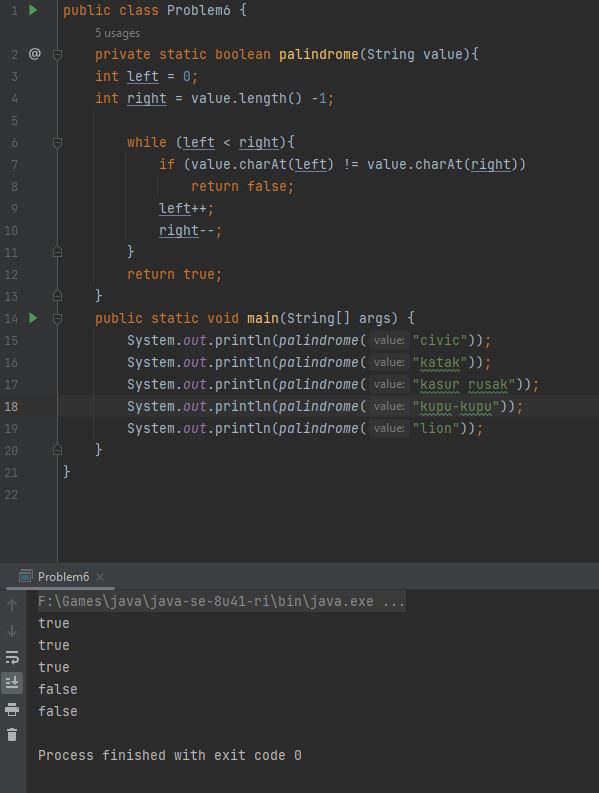 1 public class Problem6 {
5 usages
2 @ private static boolean palindrome(String value){
3 int left = 0;
4 int right = value.length() -1;
5
6 while (left < right){
7 if (value.charAt(left) != value.charAt(right))
8 return false;
9 left++;
10 right--;
11 }
12 return true;
13 }
14 public static void main(String[] args) {
15 System.out.println(palindrome( value: "civic"));
16 System.out.println(palindrome( value: "katak"));
17 System.out.println(palindrome( value: "kasur rusak"));
18 System.out.println(palindrome( value: "kupu-kupu"));
19 System.out.println(palindrome( value: "lion"));
20 }
21 }
22
Problem6 ×
F:\Games\java\java-se-8u41-ri\bin\java.exe ...
true
true
true
false
false
Process finished with exit code 0